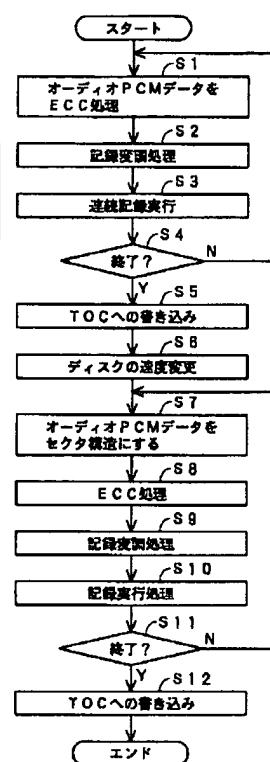 スタート
S1
オーディオPCMデータを
ECC処理
S2
記録変調処理
S3
連続記録実行
S4
終了?
N
Y
S5
TOCへの書き込み
S6
ディスクの速度変更
S7
オーディオPCMデータを
セクタ構造にする
S8
ECC処理
S9
記録変調処理
S10
記録実行処理
S11
終了?
N
Y
S12
TOCへの書き込み
エンド